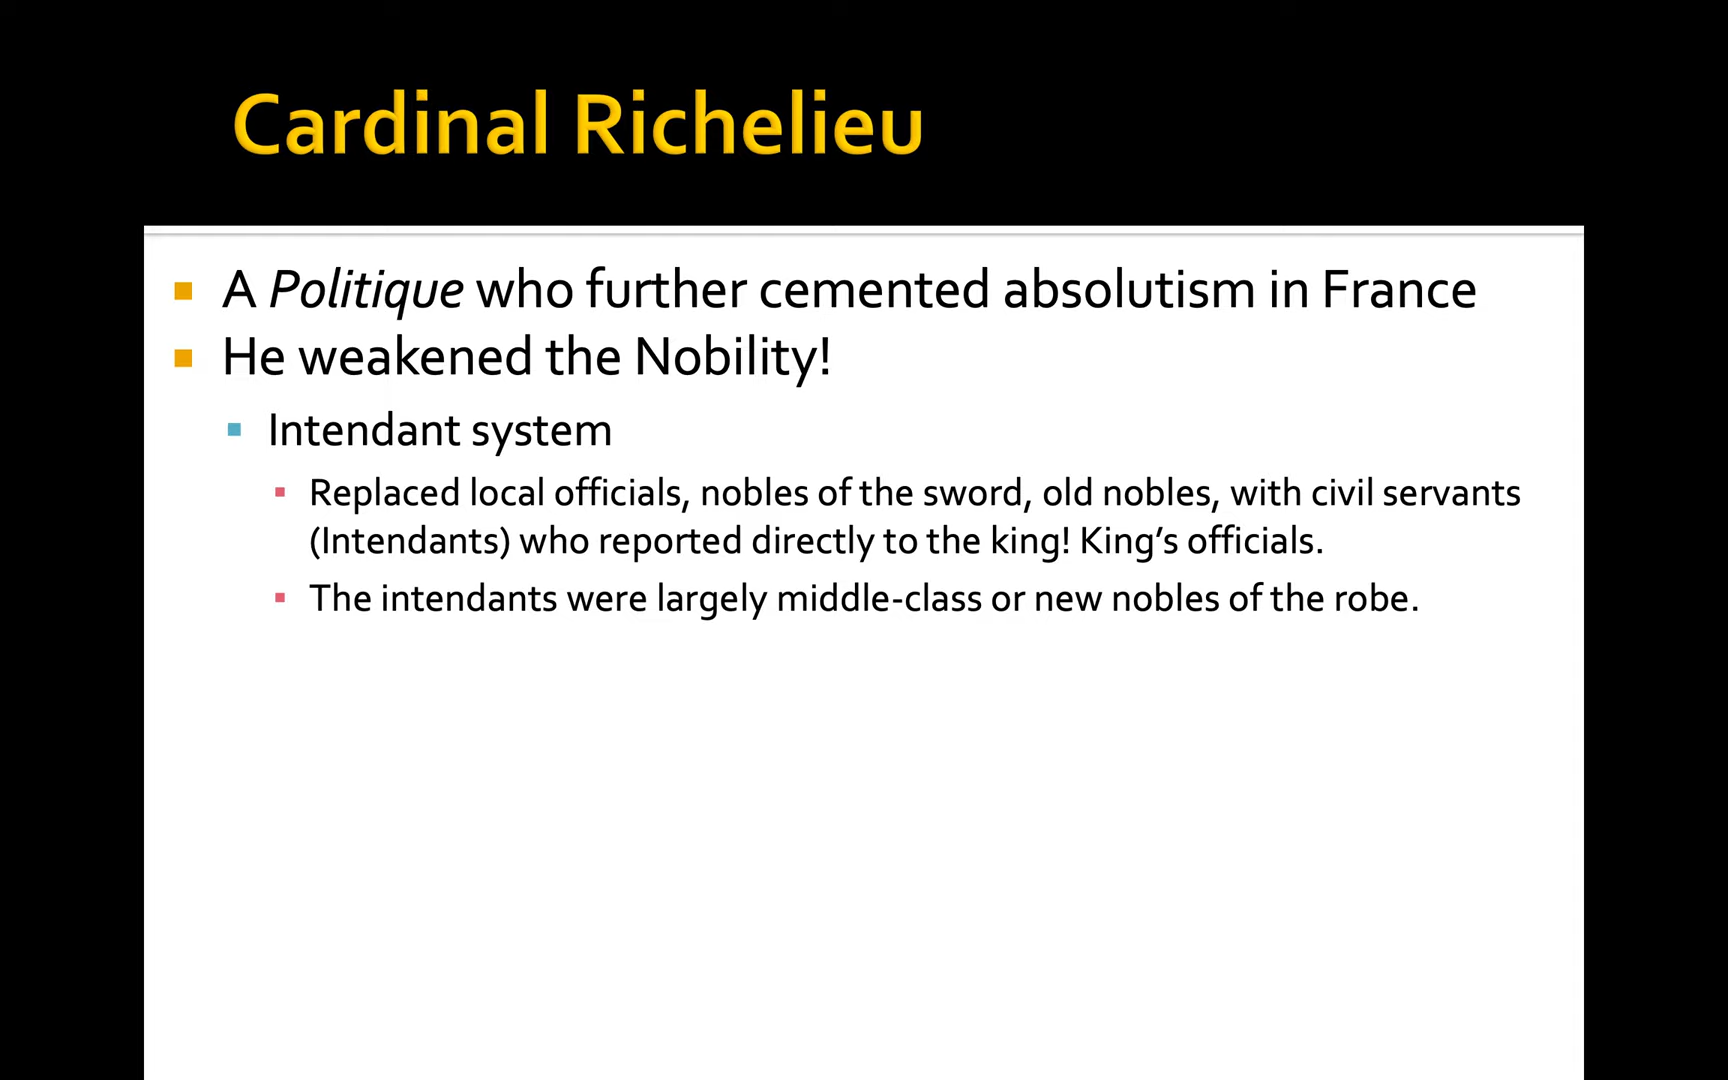 Cardinal Richelieu
A Politique who further cemented absolutism in France
He weakened the Nobility!
Intendant system
Replaced local officials, nobles of the sword, old nobles, with civil servants
(Intendants) who reported directly to the king! King’s officials.
The intendants were largely middle-class or new nobles of the robe.